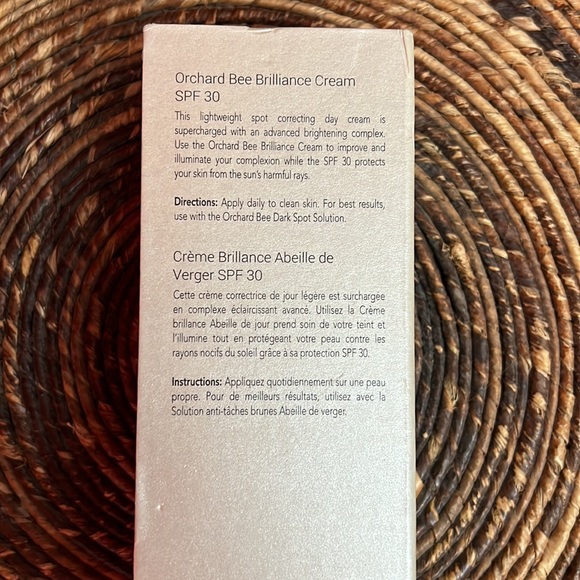 Orchard Bee Brilliance Cream
SPF 30
This lightweight spot correcting day cream is
supercharged with an advanced brightening complex.
Use the Orchard Bee Brilliance Cream to improve and
illuminate your complexion while the SPF 30 protects
your skin from the sun's harmful rays.
Directions: Apply daily to clean skin. For best results,
use with the Orchard Bee Dark Spot Solution.
Crème Brillance Abeille de
Verger SPF 30
Cette crème correctrice de jour légère est surchargée
en complexe éclaircissant avancé. Utilisez la Crème
brillance Abeille de jour prend soin de votre teint et
l'illumine tout en protégeant votre peau contre les
rayons nocifs du soleil grâce à sa protection SPF 30.
Instructions: Appliquez quotidiennement sur une peau
propre. Pour de meilleurs résultats, utilisez avec la
Solution anti-tâches brunes Abeille de verger.